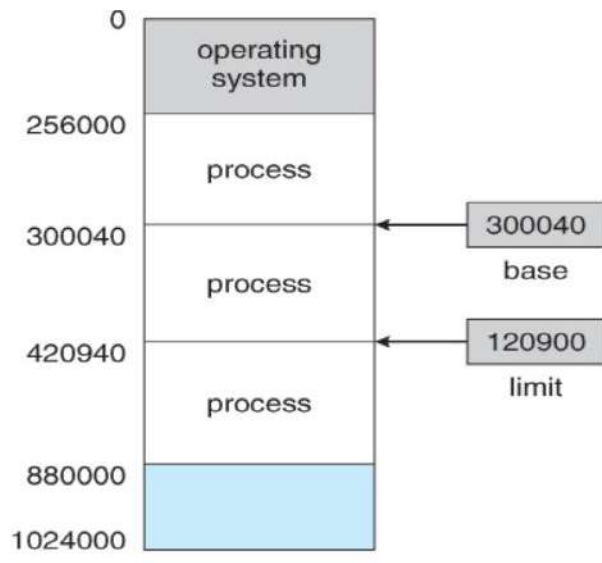 0
operating
system
256000
process
300040
300040
base
process
420940
120900
limit
process
880000
1024000